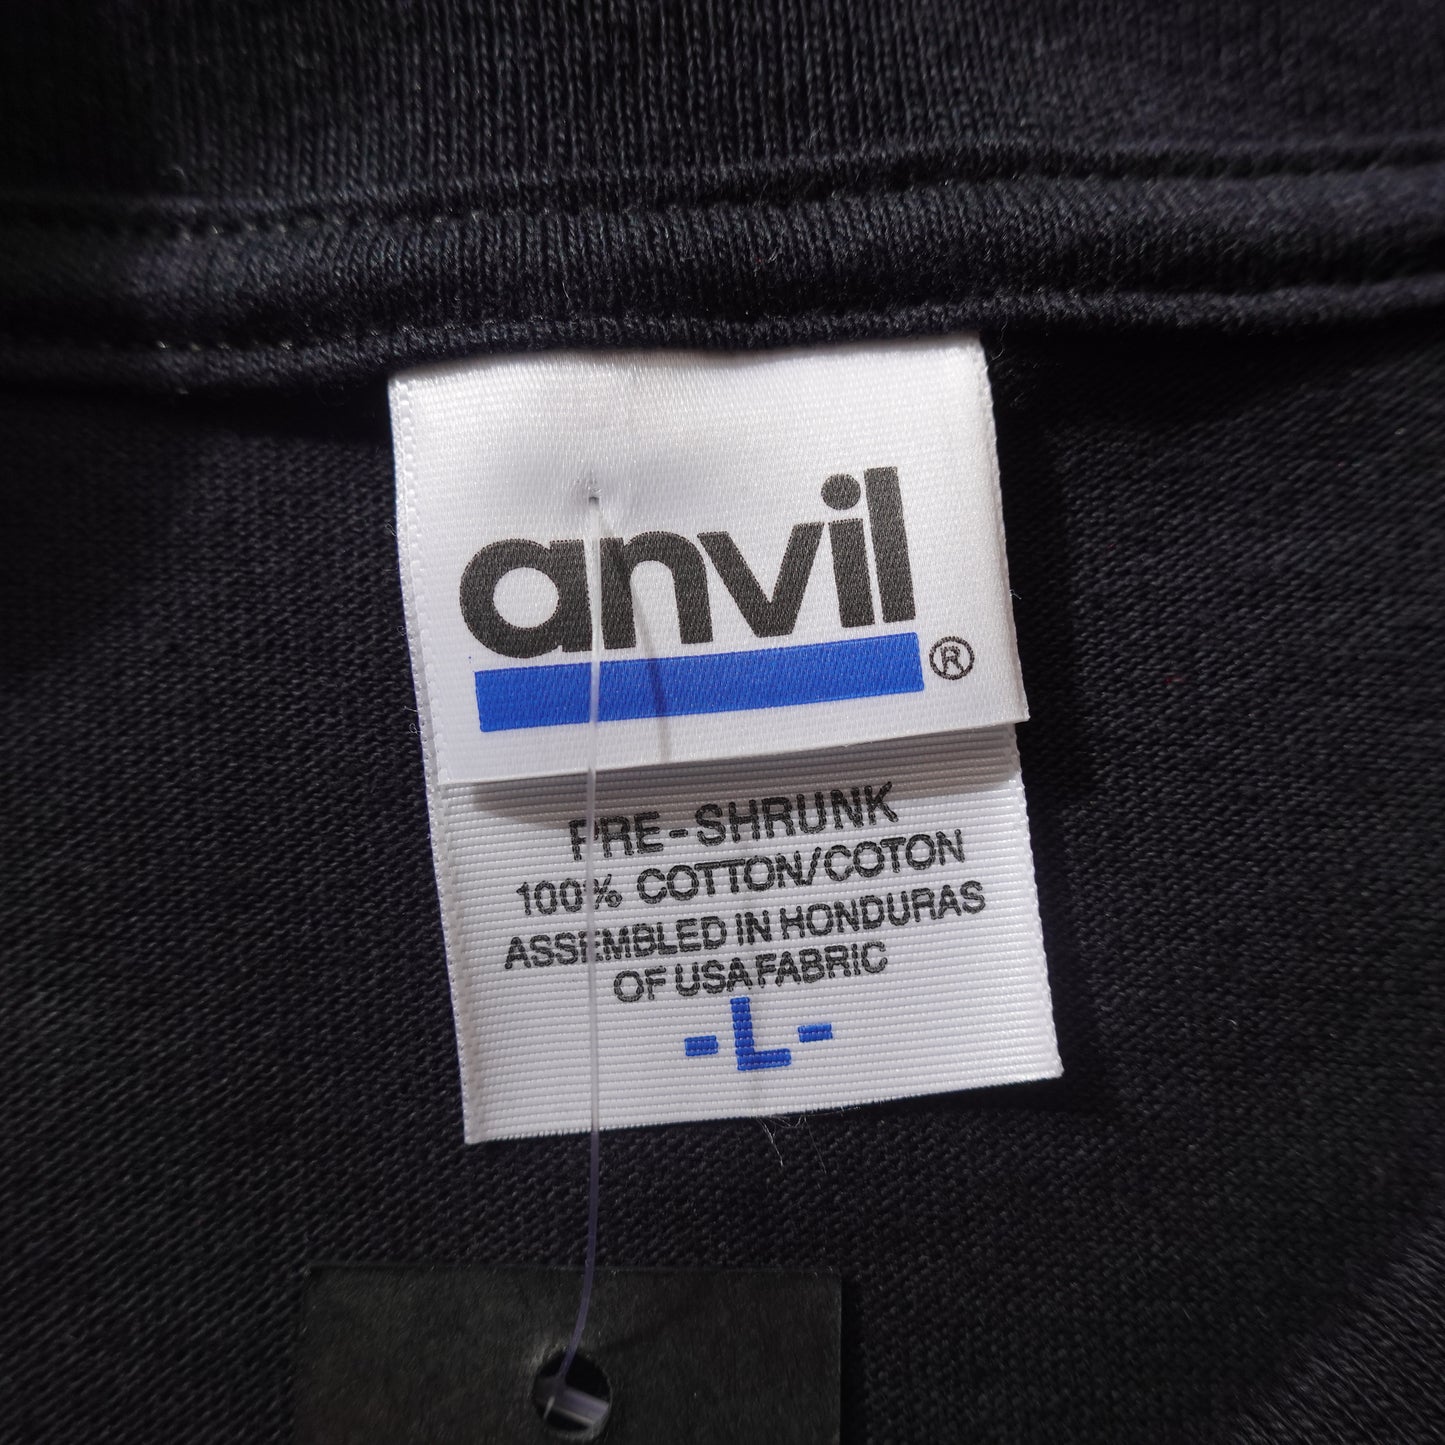 anvil®
PRE-SHRUNK
100% COTTON/COTON
ASSEMBLED IN HONDURAS
OF USA FABRIC
-L-